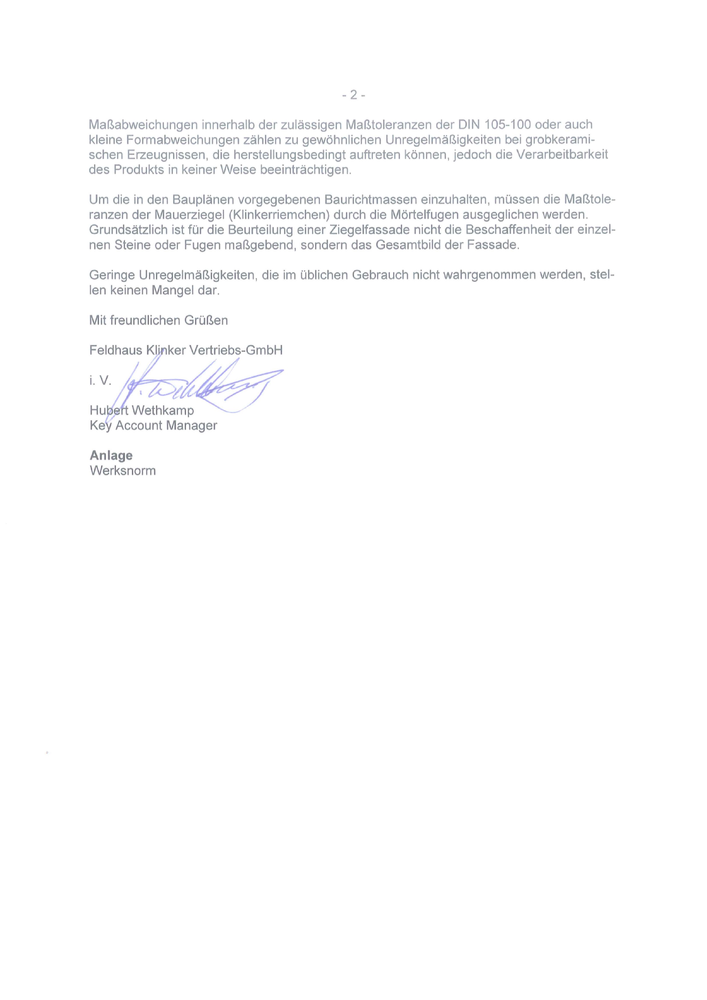 - 2 -
Maßabweichungen innerhalb der zulässigen Maßtoleranzen der DIN 105-100 oder auch
kleine Formabweichungen zählen zu gewöhnlichen Unregelmäßigkeiten bei grobkerami-
schen Erzeugnissen, die herstellungsbedingt auftreten können, jedoch die Verarbeitbarkeit
des Produkts in keiner Weise beeinträchtigen.
Um die in den Bauplänen vorgegebenen Baurichtmassen einzuhalten, müssen die Maßtole-
ranzen der Mauerziegel (Klinkerriemchen) durch die Mörtelfugen ausgeglichen werden.
Grundsätzlich ist für die Beurteilung einer Ziegelfassade nicht die Beschaffenheit der einzel-
nen Steine oder Fugen maßgebend, sondern das Gesamtbild der Fassade.
Geringe Unregelmäßigkeiten, die im üblichen Gebrauch nicht wahrgenommen werden, stel-
len keinen Mangel dar.
Mit freundlichen Grüßen
Feldhaus Klinker Vertriebs-GmbH
i. V. H. Wethkamp
Hubert Wethkamp
Key Account Manager
Anlage
Werksnorm